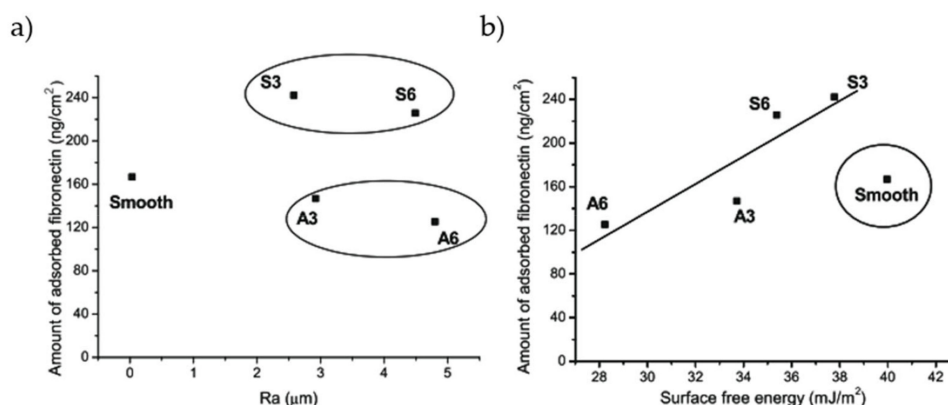 a)
Amount of adsorbed fibronectin (ng/cm²)
240
200
160
120
80
40
0
S3
S6
Smooth
A3
A6
0 1 2 3 4 5
Ra (μm)
b)
Amount of adsorbed fibronectin (ng/cm²)
240
200
160
120
80
40
0
S3
S6
A6
A3
Smooth
28 30 32 34 36 38 40 42
Surface free energy (mJ/m²)